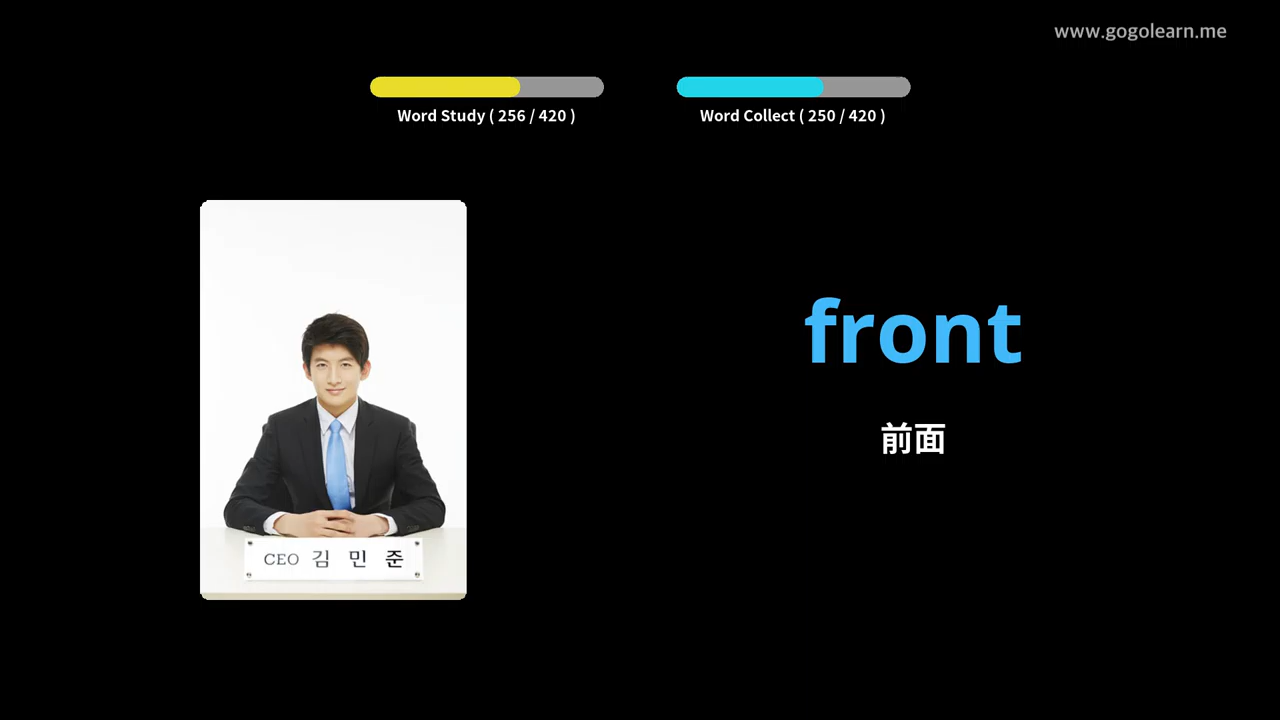 www.gogolearn.me
Word Study ( 256 / 420 )
Word Collect ( 250 / 420 )
front
前面
CEO 김 민 준